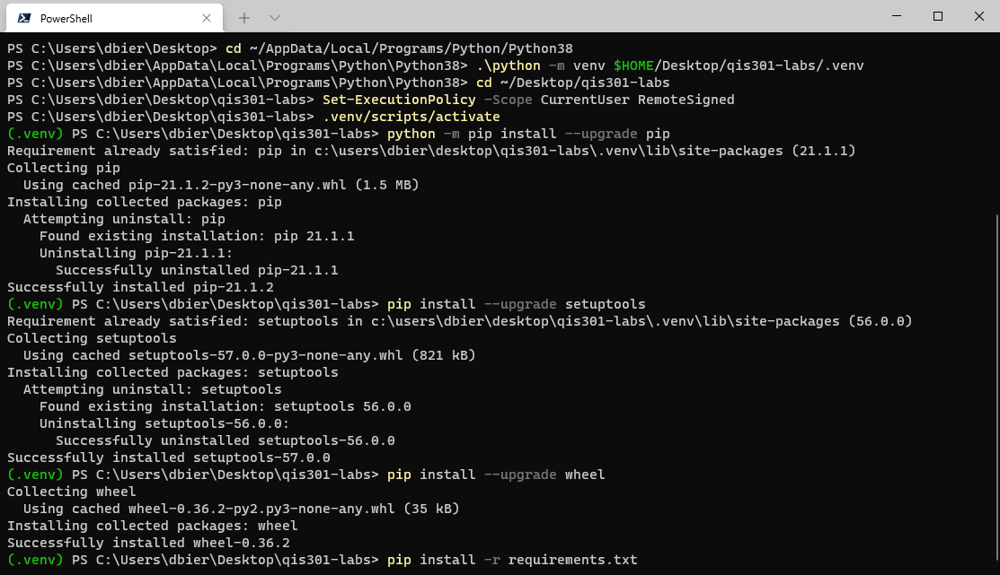 PowerShell
PS C:\Users\dbier\Desktop> cd ~/AppData/Local/Programs/Python/Python38
PS C:\Users\dbier\AppData\Local\Programs\Python\Python38> .\python -m venv $HOME/Desktop/qis301-labs/.venv
PS C:\Users\dbier\AppData\Local\Programs\Python\Python38> cd ~/Desktop/qis301-labs
PS C:\Users\dbier\Desktop\qis301-labs> Set-ExecutionPolicy -Scope CurrentUser RemoteSigned
PS C:\Users\dbier\Desktop\qis301-labs> .venv/scripts/activate
(.venv) PS C:\Users\dbier\Desktop\qis301-labs> python -m pip install --upgrade pip
Requirement already satisfied: pip in c:\users\dbier\desktop\qis301-labs\.venv\lib\site-packages (21.1.1)
Collecting pip
  Using cached pip-21.1.2-py3-none-any.whl (1.5 MB)
Installing collected packages: pip
  Attempting uninstall: pip
    Found existing installation: pip 21.1.1
    Uninstalling pip-21.1.1:
      Successfully uninstalled pip-21.1.1
Successfully installed pip-21.1.2
(.venv) PS C:\Users\dbier\Desktop\qis301-labs> pip install --upgrade setuptools
Requirement already satisfied: setuptools in c:\users\dbier\desktop\qis301-labs\.venv\lib\site-packages (56.0.0)
Collecting setuptools
  Using cached setuptools-57.0.0-py3-none-any.whl (821 kB)
Installing collected packages: setuptools
  Attempting uninstall: setuptools
    Found existing installation: setuptools 56.0.0
    Uninstalling setuptools-56.0.0:
      Successfully uninstalled setuptools-56.0.0
Successfully installed setuptools-57.0.0
(.venv) PS C:\Users\dbier\Desktop\qis301-labs> pip install --upgrade wheel
Collecting wheel
  Using cached wheel-0.36.2-py2.py3-none-any.whl (35 kB)
Installing collected packages: wheel
Successfully installed wheel-0.36.2
(.venv) PS C:\Users\dbier\Desktop\qis301-labs> pip install -r requirements.txt